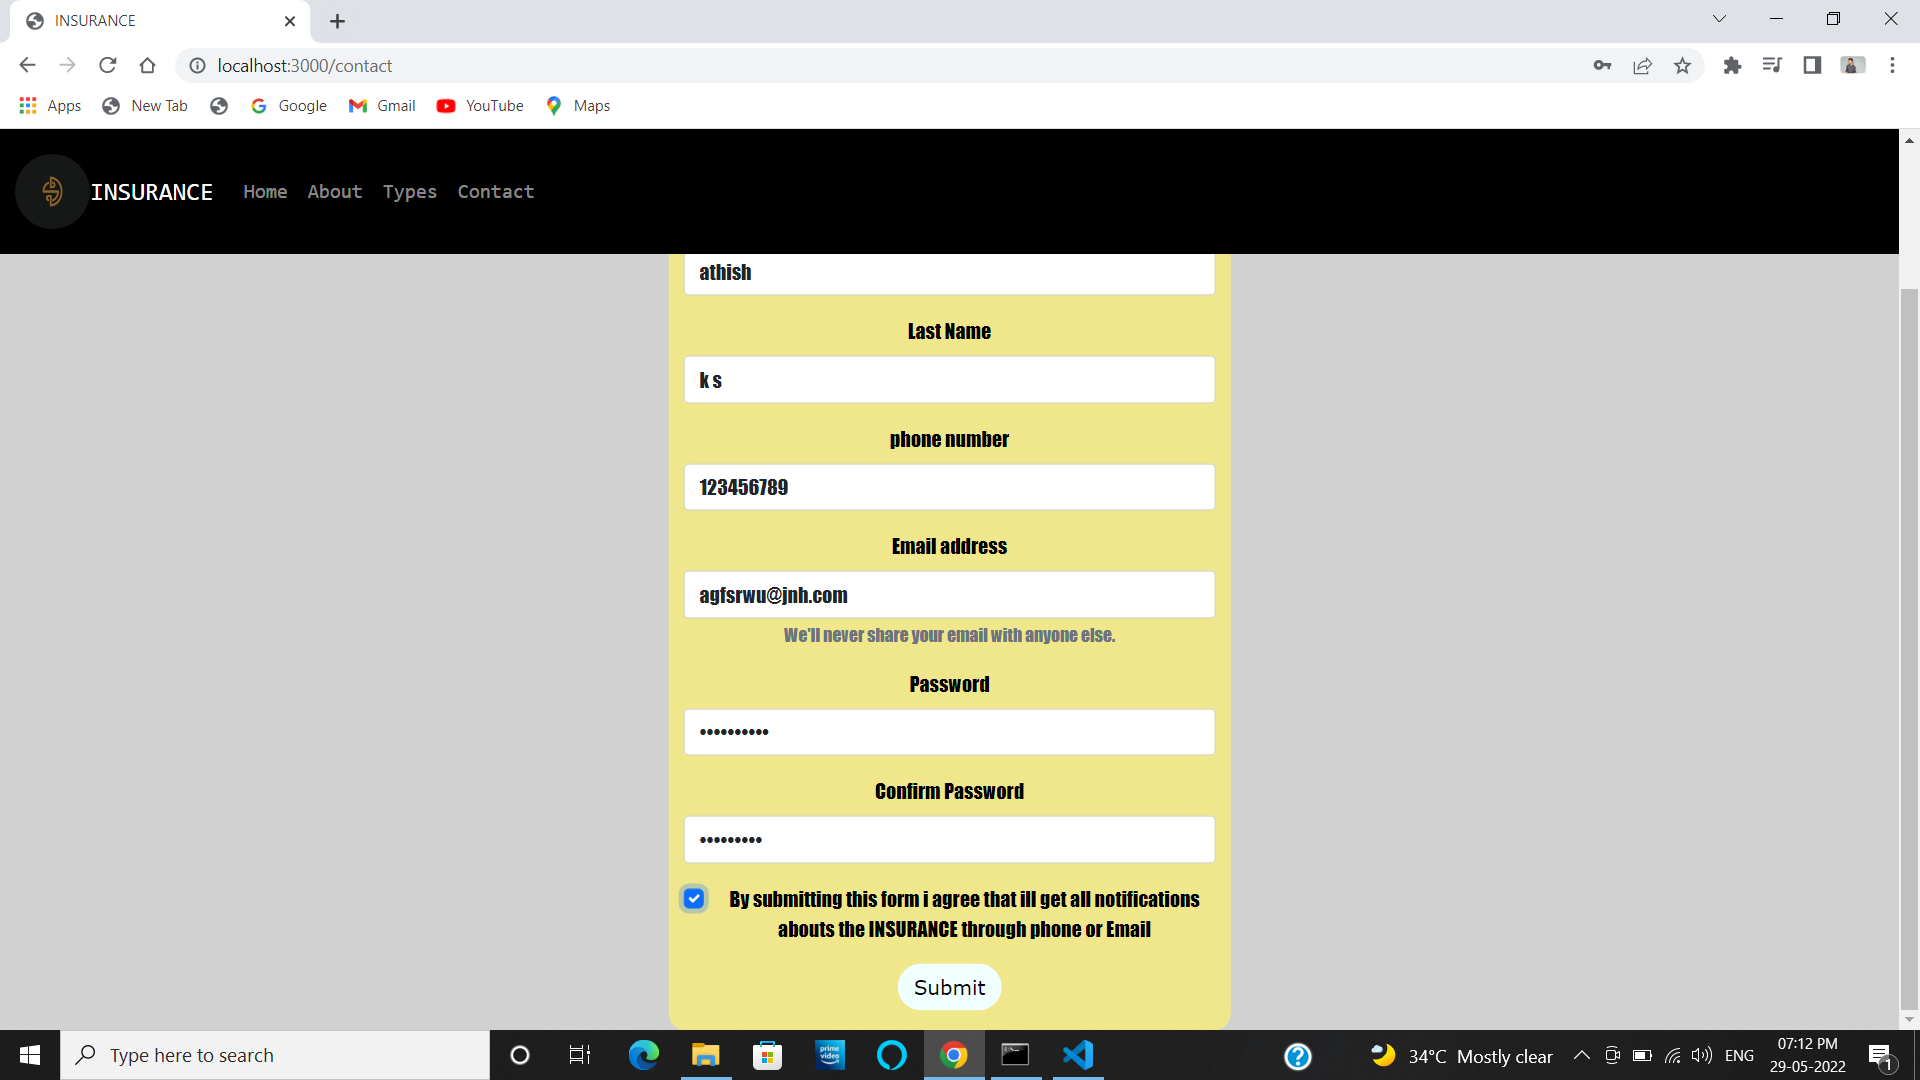 INSURANCE
localhost:3000/contact
Apps New Tab Google Gmail YouTube Maps
INSURANCE Home About Types Contact
athish
Last Name
k s
phone number
123456789
Email address
agfsrwu@jnh.com
We'll never share your email with anyone else.
Password
••••••••••
Confirm Password
•••••••••
By submitting this form i agree that ill get all notifications
abouts the INSURANCE through phone or Email
Submit
Type here to search
prime video
34°C Mostly clear
ENG
07:12 PM
29-05-2022
1